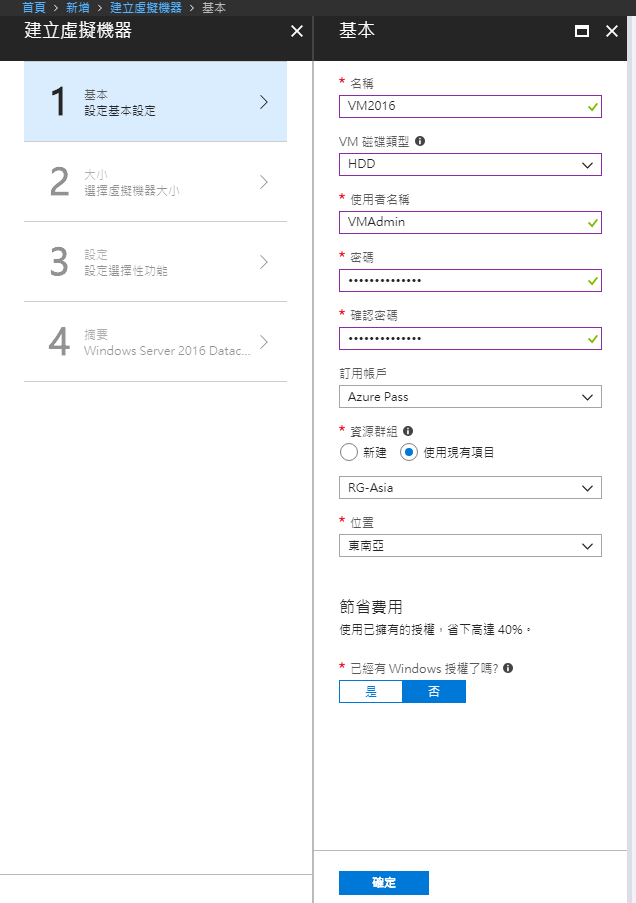 首頁 > 新增 > 建立虛擬機器 > 基本
建立虛擬機器
1
基本
設定基本設定
2
大小
選擇虛擬機器大小
3
設定
設定選擇性功能
4
摘要
Windows Server 2016 Datac...
基本
* 名稱
VM2016
VM 磁碟類型
HDD
* 使用者名稱
VMAdmin
* 密碼
••••••••••••••
* 確認密碼
••••••••••••••
訂用帳戶
Azure Pass
* 資源群組
新建 使用現有項目
RG-Asia
* 位置
東南亞
節省費用
使用已擁有的授權，省下高達 40%。
* 已經有 Windows 授權了嗎?
是 否
確定